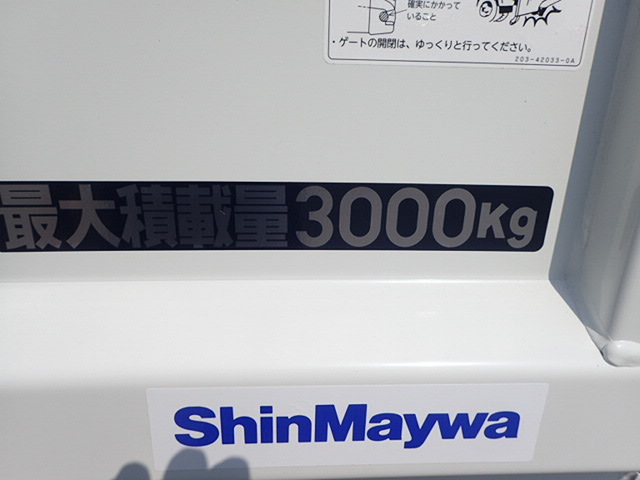 確実にかかって
いること
・ゲートの開閉は、ゆっくりと行ってください。
203-42033-0A
最大積載量3000Kg
ShinMaywa